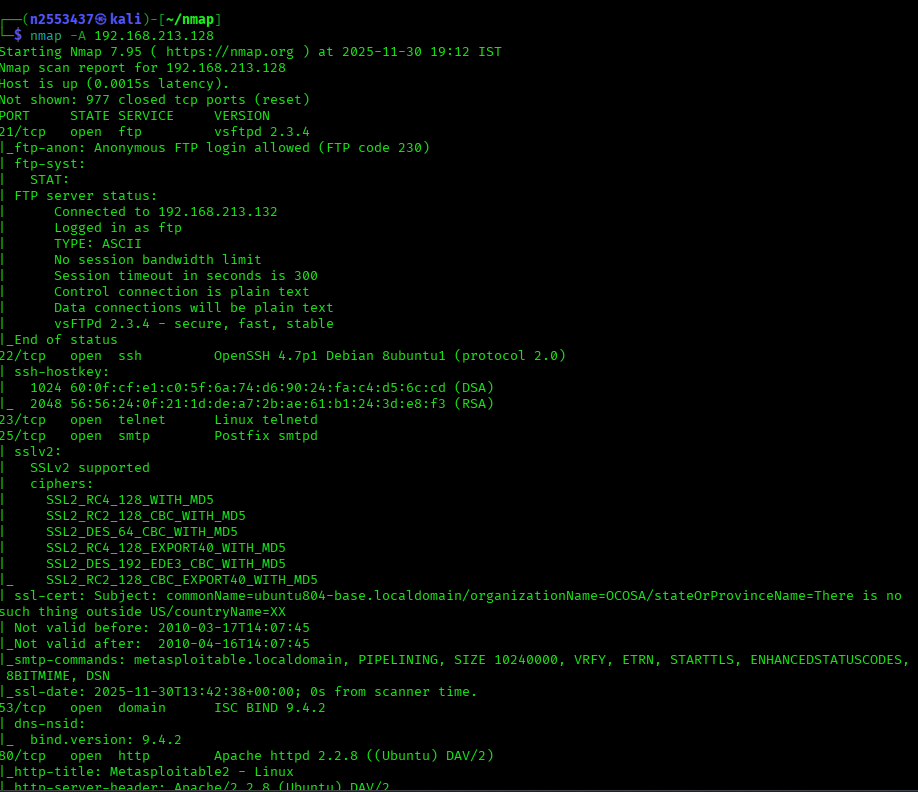 ┌──(n2553437㉿kali)-[~/nmap]
└─$ nmap -A 192.168.213.128
Starting Nmap 7.95 ( https://nmap.org ) at 2025-11-30 19:12 IST
Nmap scan report for 192.168.213.128
Host is up (0.0015s latency).
Not shown: 977 closed tcp ports (reset)
PORT     STATE SERVICE     VERSION
21/tcp   open  ftp         vsftpd 2.3.4
|_ftp-anon: Anonymous FTP login allowed (FTP code 230)
| ftp-syst:
|   STAT:
| FTP server status:
|      Connected to 192.168.213.132
|      Logged in as ftp
|      TYPE: ASCII
|      No session bandwidth limit
|      Session timeout in seconds is 300
|      Control connection is plain text
|      Data connections will be plain text
|      vsFTPd 2.3.4 - secure, fast, stable
|_End of status
22/tcp   open  ssh         OpenSSH 4.7p1 Debian 8ubuntu1 (protocol 2.0)
| ssh-hostkey:
|   1024 60:0f:cf:e1:c0:5f:6a:74:d6:90:24:fa:c4:d5:6c:cd (DSA)
|_  2048 56:56:24:0f:21:1d:de:a7:2b:ae:61:b1:24:3d:e8:f3 (RSA)
23/tcp   open  telnet      Linux telnetd
25/tcp   open  smtp        Postfix smtpd
| sslv2:
|   SSLv2 supported
|   ciphers:
|     SSL2_RC4_128_WITH_MD5
|     SSL2_RC2_128_CBC_WITH_MD5
|     SSL2_DES_64_CBC_WITH_MD5
|     SSL2_RC4_128_EXPORT40_WITH_MD5
|     SSL2_DES_192_EDE3_CBC_WITH_MD5
|_    SSL2_RC2_128_CBC_EXPORT40_WITH_MD5
| ssl-cert: Subject: commonName=ubuntu804-base.localdomain/organizationName=OCOSA/stateOrProvinceName=There is no
such thing outside US/countryName=XX
| Not valid before: 2010-03-17T14:07:45
|_Not valid after:  2010-04-16T14:07:45
|_smtp-commands: metasploitable.localdomain, PIPELINING, SIZE 10240000, VRFY, ETRN, STARTTLS, ENHANCEDSTATUSCODES,
 8BITMIME, DSN
|_ssl-date: 2025-11-30T13:42:38+00:00; 0s from scanner time.
53/tcp   open  domain      ISC BIND 9.4.2
| dns-nsid:
|_  bind.version: 9.4.2
80/tcp   open  http        Apache httpd 2.2.8 ((Ubuntu) DAV/2)
|_http-title: Metasploitable2 - Linux
|_http-server-header: Apache/2.2.8 (Ubuntu) DAV/2